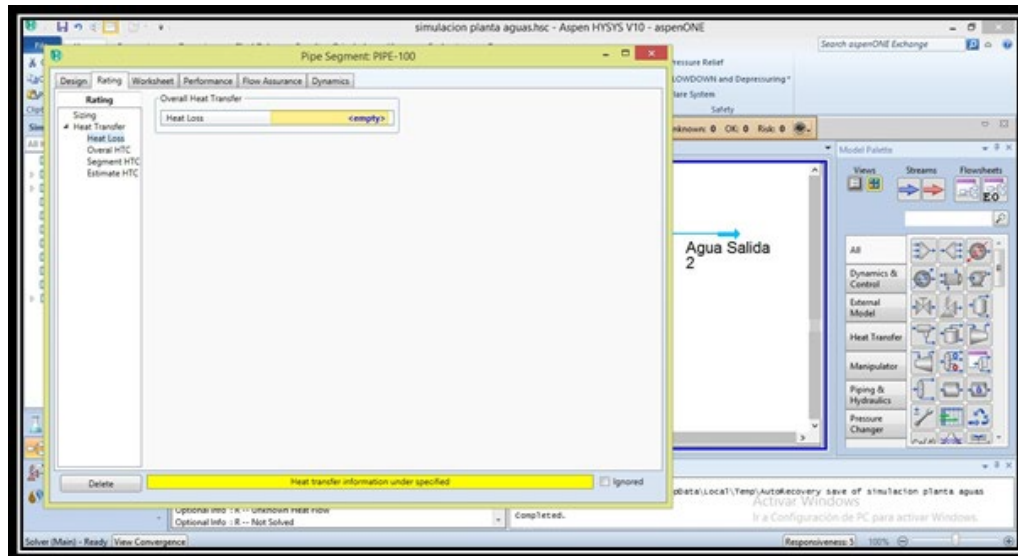 simulacion planta aguas.hsc - Aspen HYSYS V10 - aspenONE
Search aspenONE Exchange
Pipe Segment: PIPE-100
Design Rating Worksheet Performance Flow Assurance Dynamics
Rating
Sizing
Heat Transfer
Heat Loss
Overal HTC
Segment HTC
Estimate HTC
Overall Heat Transfer
Heat Loss <empty>
Delete
Heat transfer information under specified
Ignored
Pressure Relief
BLOWDOWN and Depressuring
Flare System
Safety
Unknown: 0 OK: 0 Risk: 0
Agua Salida
2
Model Palette
Views Streams Flowsheets
EO
All
Dynamics &
Control
External
Model
Heat Transfer
Manipulator
Piping &
Hydraulics
Pressure
Changer
Optional Info : R -- Unknown Heat Flow
Optional Info : R -- Not Solved
pData\Local\Temp\AutoRecovery save of simulacion planta aguas
Completed.
Activar Windows
Ir a Configuración de PC para activar Windows.
Solver (Main) - Ready View Convergence
Responsiveness: 5 100%